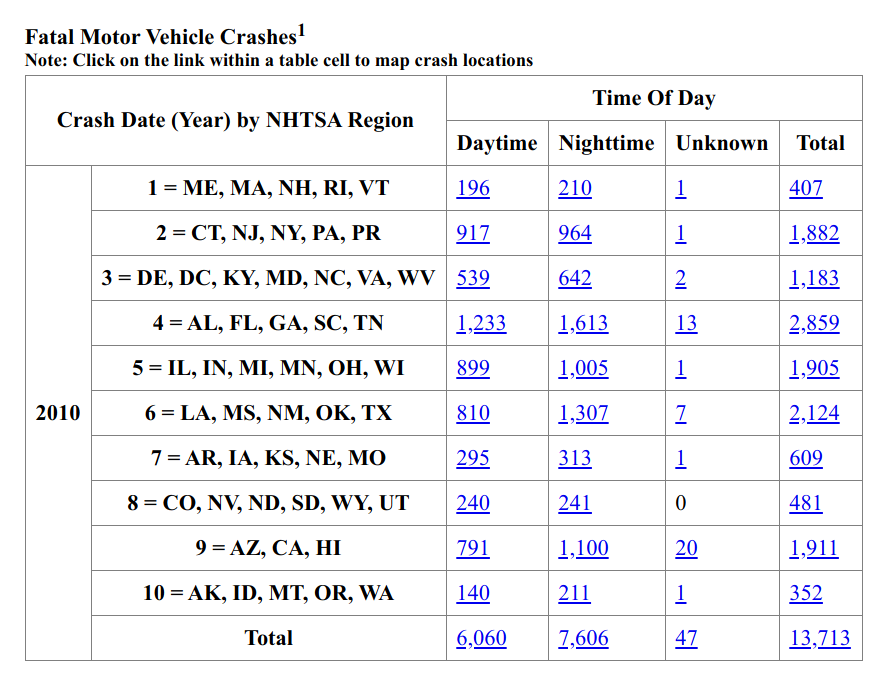 Fatal Motor Vehicle Crashes1
Note: Click on the link within a table cell to map crash locations
Crash Date (Year) by NHTSA Region Time Of Day
Daytime Nighttime Unknown Total
2010
1 = ME, MA, NH, RI, VT 196 210 1 407
2 = CT, NJ, NY, PA, PR 917 964 1 1,882
3 = DE, DC, KY, MD, NC, VA, WV 539 642 2 1,183
4 = AL, FL, GA, SC, TN 1,233 1,613 13 2,859
5 = IL, IN, MI, MN, OH, WI 899 1,005 1 1,905
6 = LA, MS, NM, OK, TX 810 1,307 7 2,124
7 = AR, IA, KS, NE, MO 295 313 1 609
8 = CO, NV, ND, SD, WY, UT 240 241 0 481
9 = AZ, CA, HI 791 1,100 20 1,911
10 = AK, ID, MT, OR, WA 140 211 1 352
Total 6,060 7,606 47 13,713